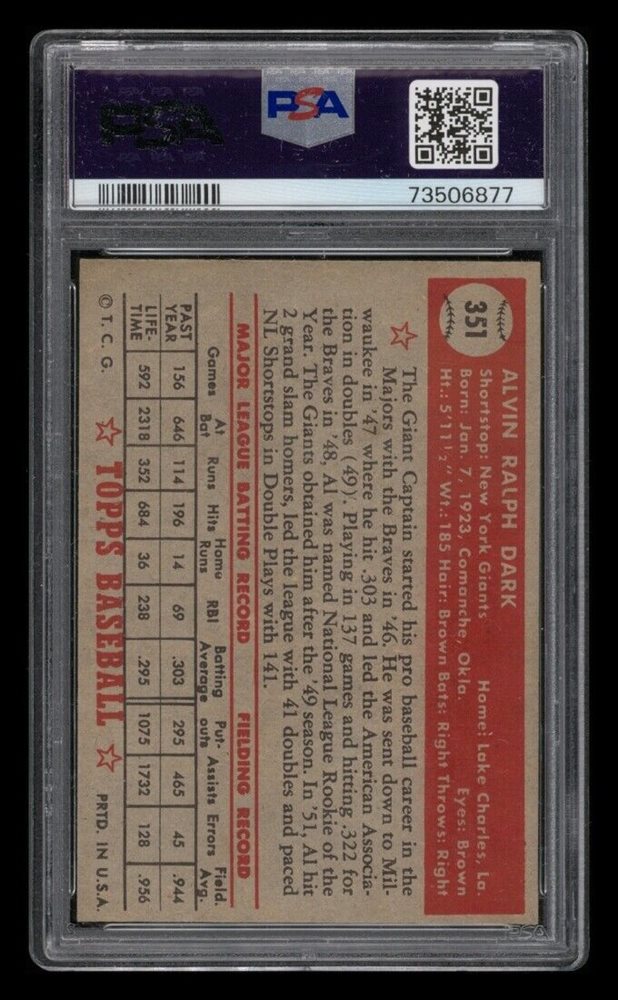 PSA
PSA
73506877
351
ALVIN RALPH DARK
Shortstop: New York Giants Home: Lake Charles, La.
Born: Jan. 7, 1923, Comanche, Okla. Eyes: Brown
Ht.: 5'11½" Wt.: 185 Hair: Brown Bats: Right Throws: Right
The Giant Captain started his pro baseball career in the
Majors with the Braves in '46. He was sent down to Mil-
waukee in '47 where he hit .303 and led the American Associa-
tion in doubles (49). Playing in 137 games and hitting .322 for
the Braves in '48, Al was named National League Rookie of the
Year. The Giants obtained him after the '49 season. In '51, Al hit
2 grand slam homers, led the league with 41 doubles and paced
NL Shortstops in Double Plays with 141.
MAJOR LEAGUE BATTING RECORD FIELDING RECORD
Games At Bat Runs Hits Home Runs RBI Batting Average Put-outs Assists Errors Field. Avg.
PAST YEAR 156 646 114 196 14 69 .303 295 465 45 .944
LIFE-TIME 592 2318 352 684 36 238 .295 1075 1732 128 .956
© T. C. G. TOPPS BASEBALL PRTD. IN U.S.A.